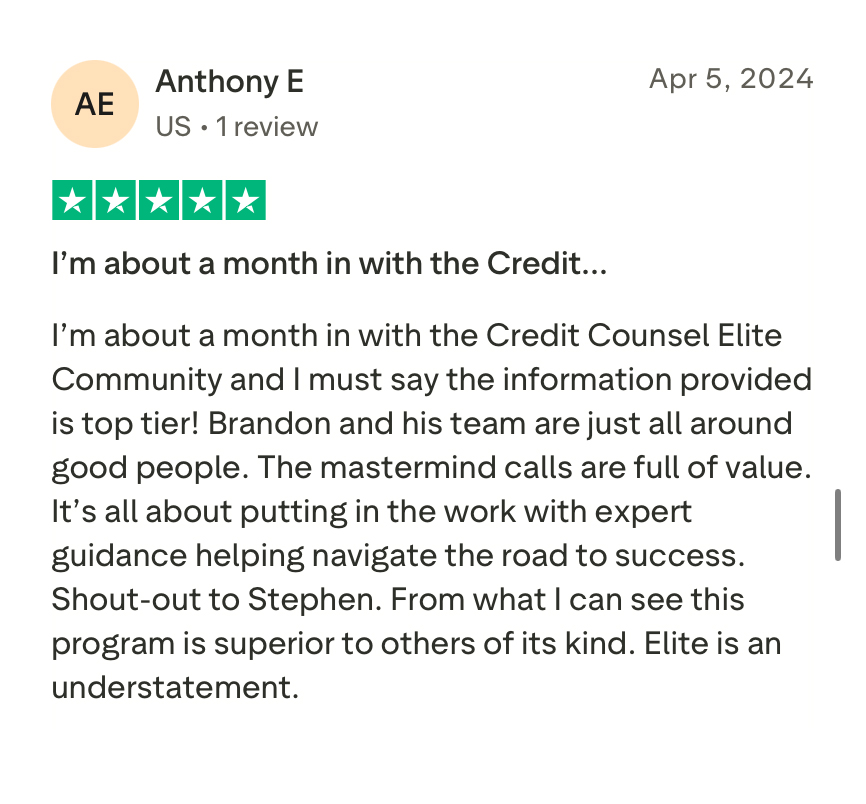 AE
Anthony E
Apr 5, 2024
US • 1 review
I’m about a month in with the Credit...
I’m about a month in with the Credit Counsel Elite
Community and I must say the information provided
is top tier! Brandon and his team are just all around
good people. The mastermind calls are full of value.
It’s all about putting in the work with expert
guidance helping navigate the road to success.
Shout-out to Stephen. From what I can see this
program is superior to others of its kind. Elite is an
understatement.